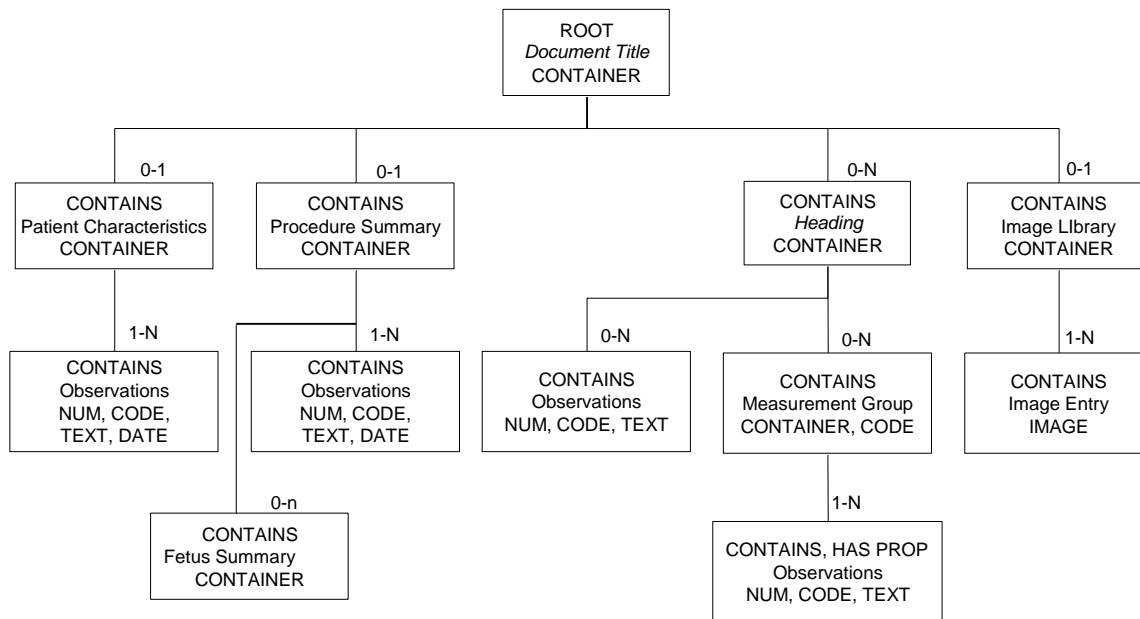 ROOT
Document Title
CONTAINER
0-1
0-1
0-N
0-1
CONTAINS
Patient Characteristics
CONTAINER
CONTAINS
Procedure Summary
CONTAINER
CONTAINS
Heading
CONTAINER
CONTAINS
Image LIbrary
CONTAINER
1-N
1-N
0-N
0-N
1-N
CONTAINS
Observations
NUM, CODE,
TEXT, DATE
CONTAINS
Observations
NUM, CODE,
TEXT, DATE
CONTAINS
Observations
NUM, CODE, TEXT
CONTAINS
Measurement Group
CONTAINER, CODE
CONTAINS
Image Entry
IMAGE
0-n
1-N
CONTAINS
Fetus Summary
CONTAINER
CONTAINS, HAS PROP
Observations
NUM, CODE, TEXT